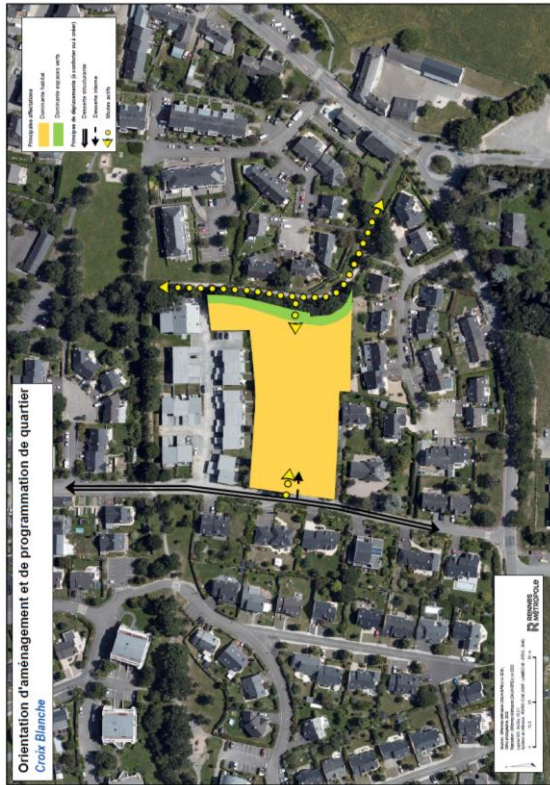 Orientation d'aménagement et de programmation de quartier
Croix Blanche
Principales affectations
Dominante habitat
Dominante espaces verts
Principes de déplacements (à conforter ou à créer)
Desserte structurante
Desserte interne
Modes actifs
RENNES
MÉTROPOLE